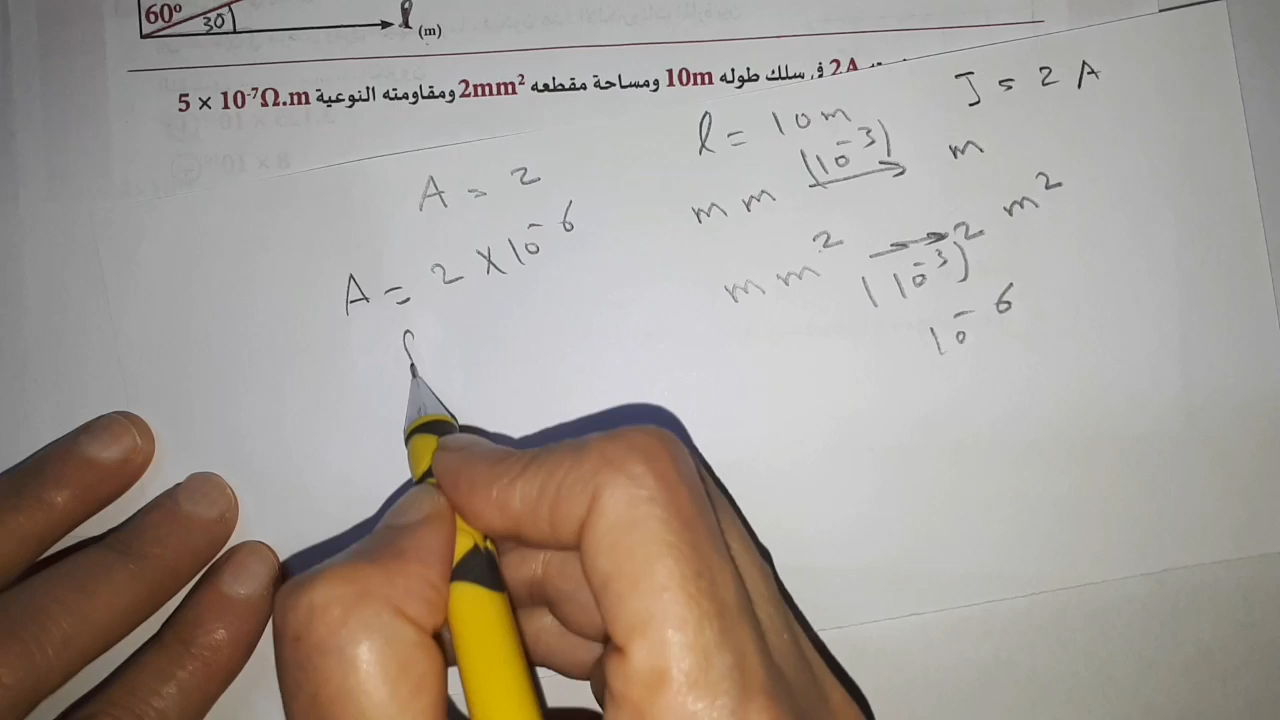 60° 30 ℓ (m)
2A في سلك طوله 10m ومساحة مقطعه 2mm² ومقاومته النوعية 5 × 10⁻⁷Ω.m
I = 2 A
ℓ = 10m
A = 2
mm (10⁻³) → m
A = 2 × 10⁻⁶
mm² → m²
(10⁻³)²
10⁻⁶